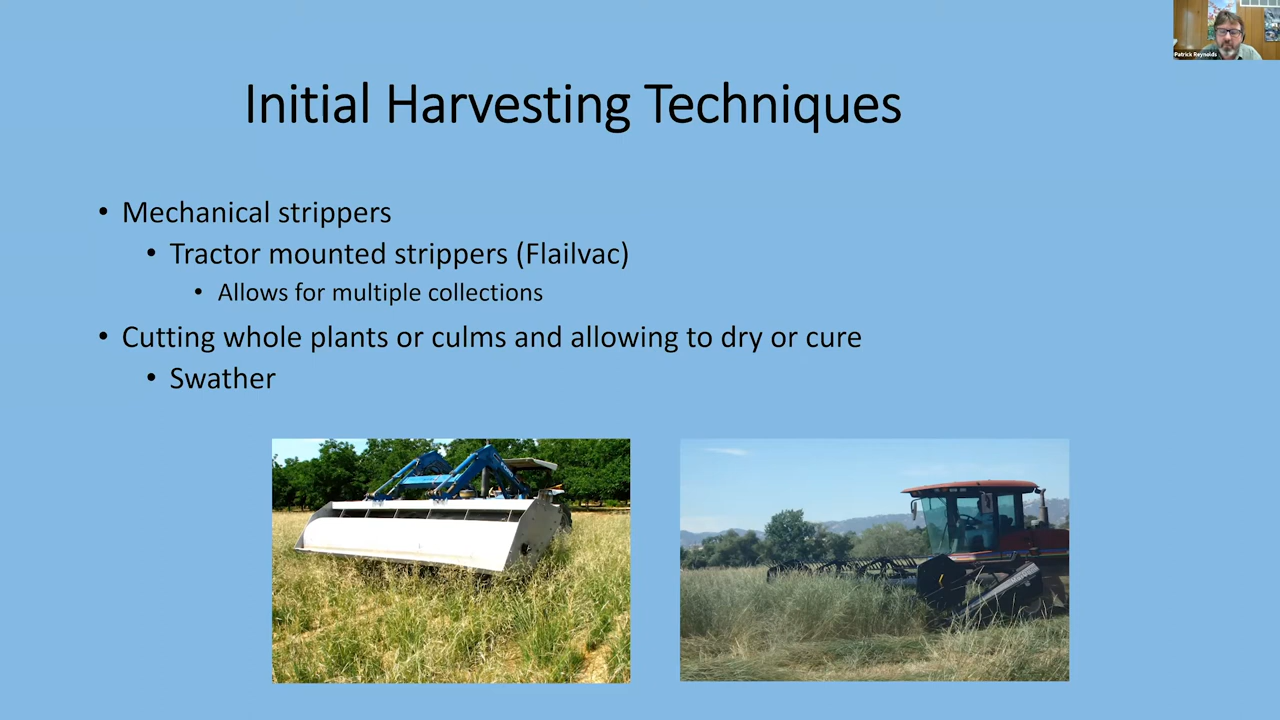 Patrick Reynolds
Initial Harvesting Techniques
• Mechanical strippers
• Tractor mounted strippers (Flailvac)
• Allows for multiple collections
• Cutting whole plants or culms and allowing to dry or cure
• Swather